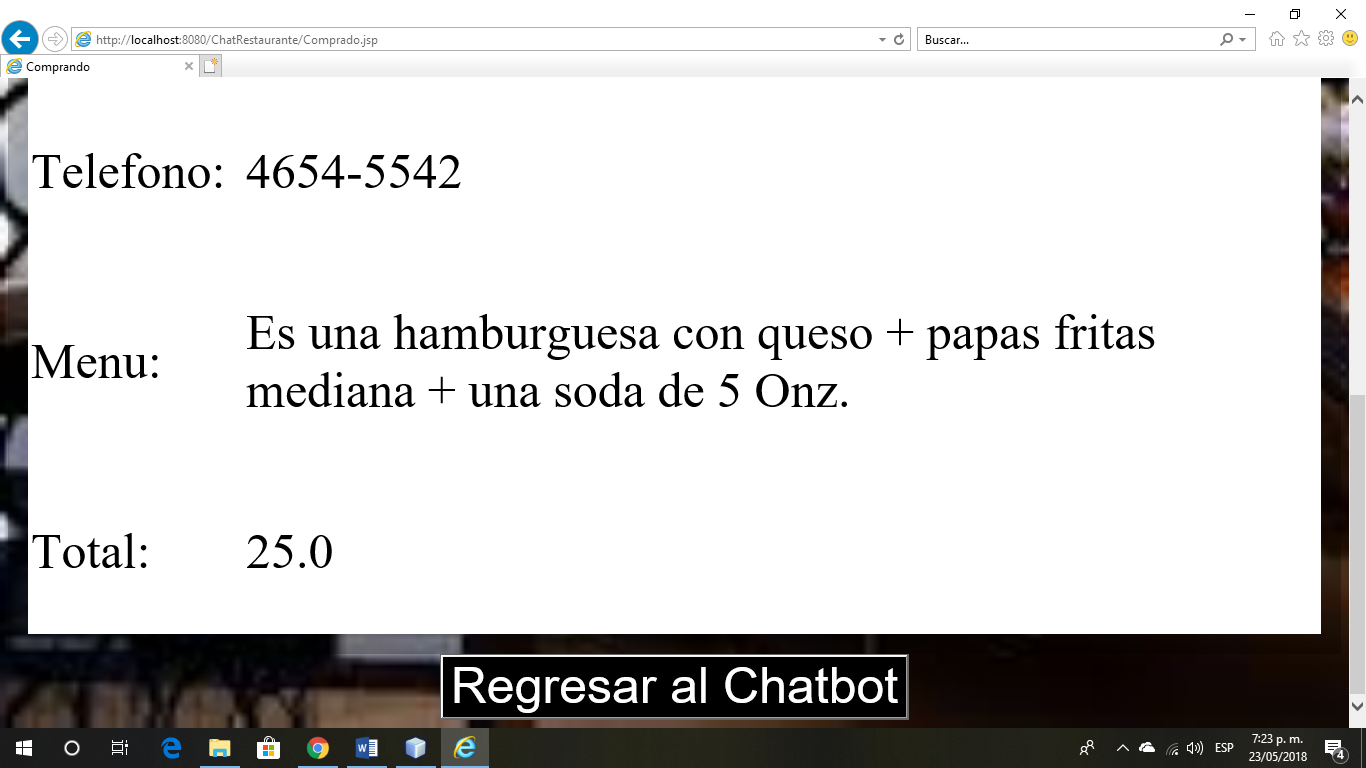 http://localhost:8080/ChatRestaurante/Comprado.jsp
Buscar...
Comprando
Telefono: 4654-5542
Menu: Es una hamburguesa con queso + papas fritas
mediana + una soda de 5 Onz.
Total: 25.0
Regresar al Chatbot
ESP
7:23 p. m.
23/05/2018
4